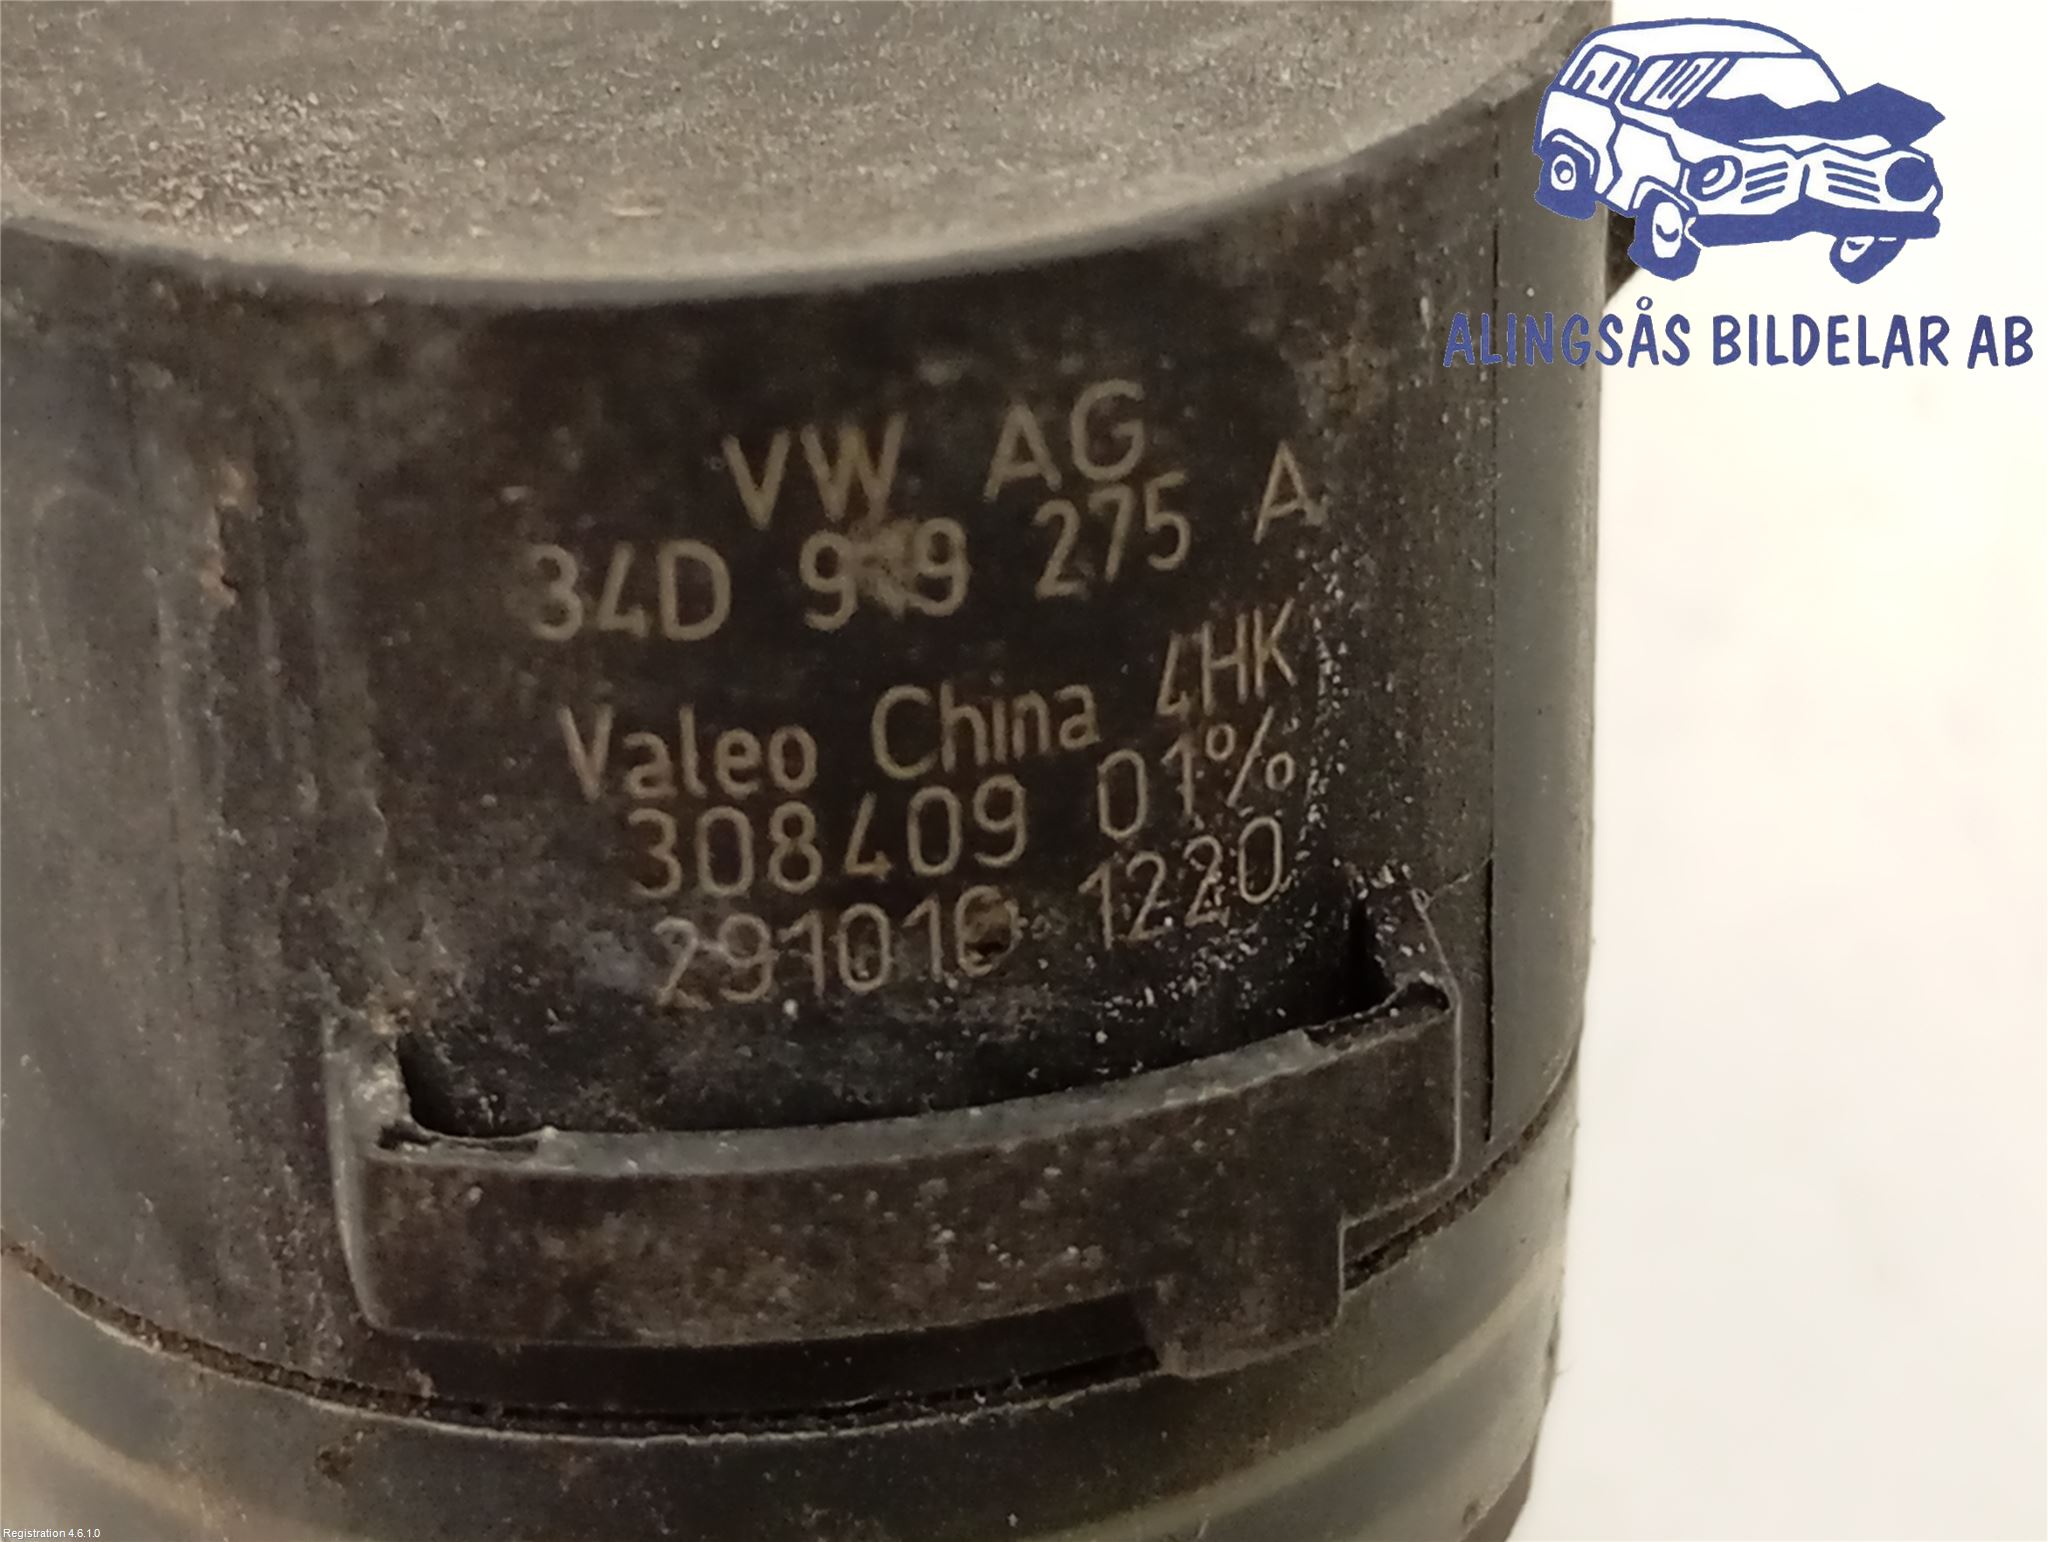 ALINGSÅS BILDELAR AB
VW AG
34D 919 275 A
Valeo China 4HK
308409 01%
1220
Registration 4.6.1.0